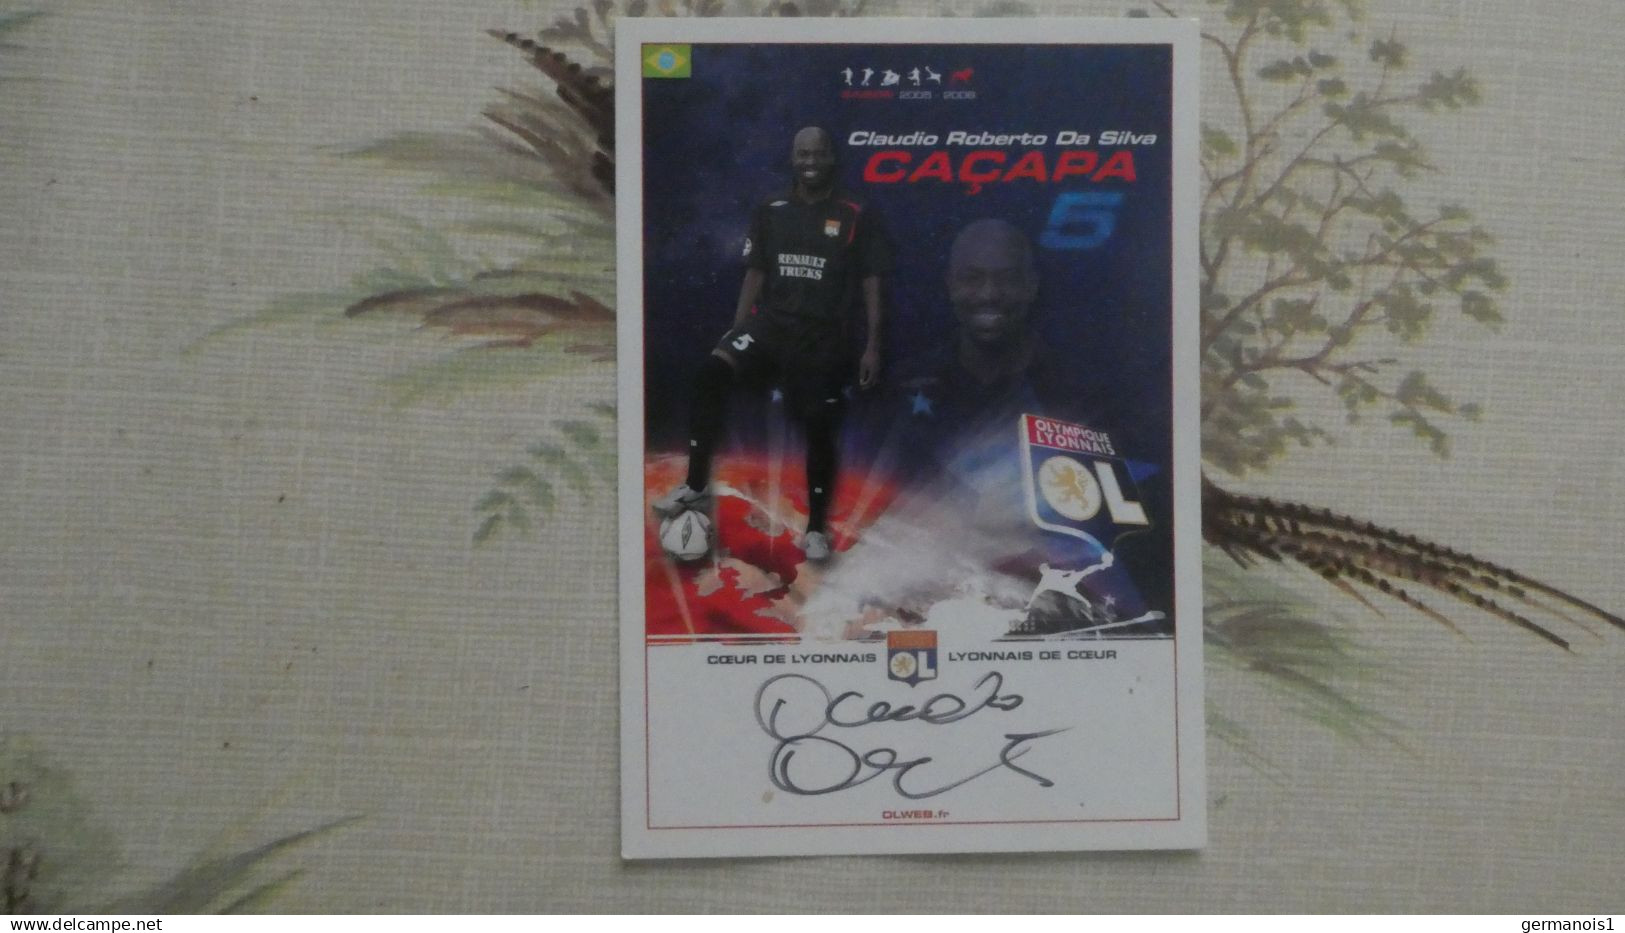 SAISON 2005 - 2006
Claudio Roberto Da Silva
CAÇAPA
5
RENAULT
TRUCKS
5
OLYMPIQUE
LYONNAIS
OL
CŒUR DE LYONNAIS OL LYONNAIS DE CŒUR
OLWEB.fr
www.delcampe.net germanois1